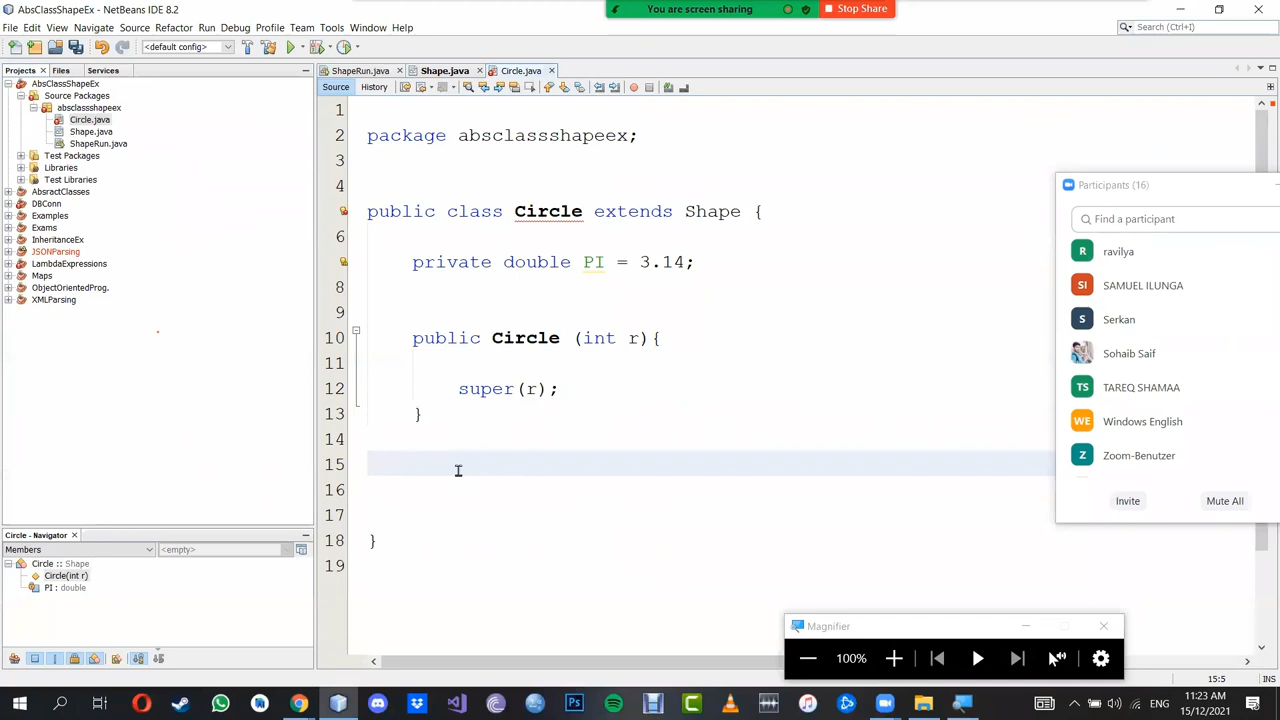 AbsClassShapeEx - NetBeans IDE 8.2
You are screen sharing
Stop Share
File Edit View Navigate Source Refactor Run Debug Profile Team Tools Window Help
Search (Ctrl+I)
<default config>
Projects Files Services
ShapeRun.java Shape.java Circle.java
Source History
AbsClassShapeEx
Source Packages
absclassshapeex
Circle.java
Shape.java
ShapeRun.java
Test Packages
Libraries
Test Libraries
AbsractClasses
DBConn
Examples
Exams
InheritanceEx
JSONParsing
LambdaExpressions
Maps
ObjectOrientedProg.
XMLParsing
1
2 package absclassshapeex;
3
4
public class Circle extends Shape {
6
private double PI = 3.14;
8
9
10 public Circle (int r){
11
12 super(r);
13 }
14
15
16
17
18 }
19
Participants (16)
Find a participant
R ravilya
SI SAMUEL ILUNGA
S Serkan
Sohaib Saif
TS TAREQ SHAMAA
WE Windows English
Z Zoom-Benutzer
Invite Mute All
Circle - Navigator
Members <empty>
Circle :: Shape
Circle(int r)
PI : double
Magnifier
100%
15:5 INS
ENG
11:23 AM
15/12/2021